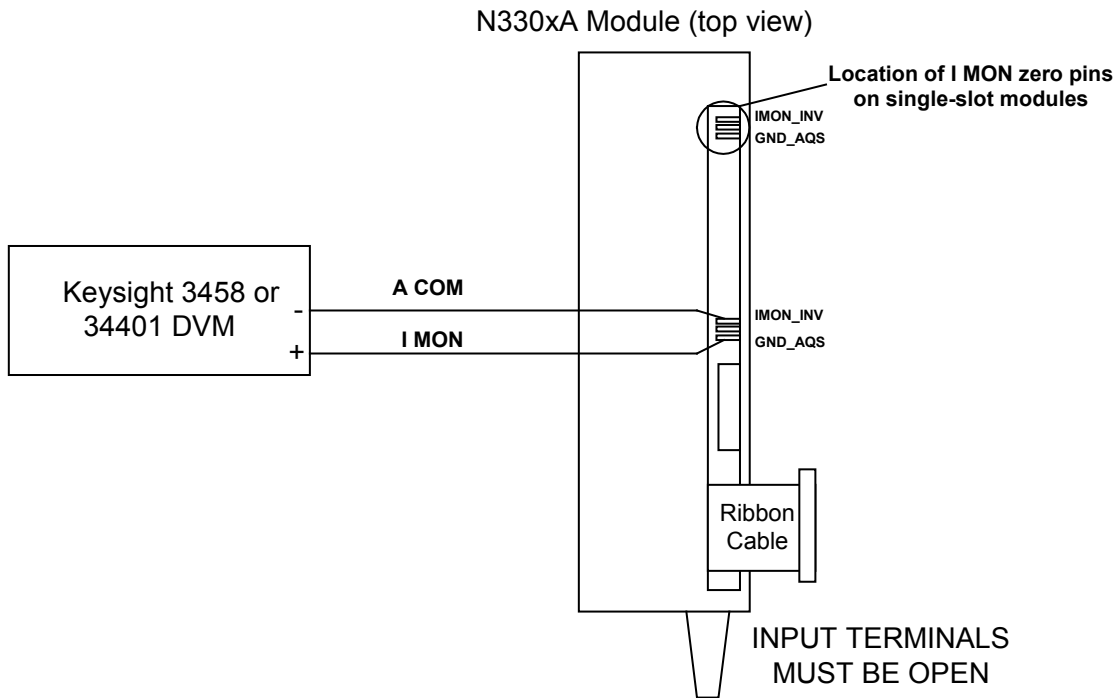 N330xA Module (top view)
Location of I MON zero pins
on single-slot modules
IMON_INV
GND_AQS
Keysight 3458 or
34401 DVM
-
+
A COM
I MON
IMON_INV
GND_AQS
Ribbon
Cable
INPUT TERMINALS
MUST BE OPEN